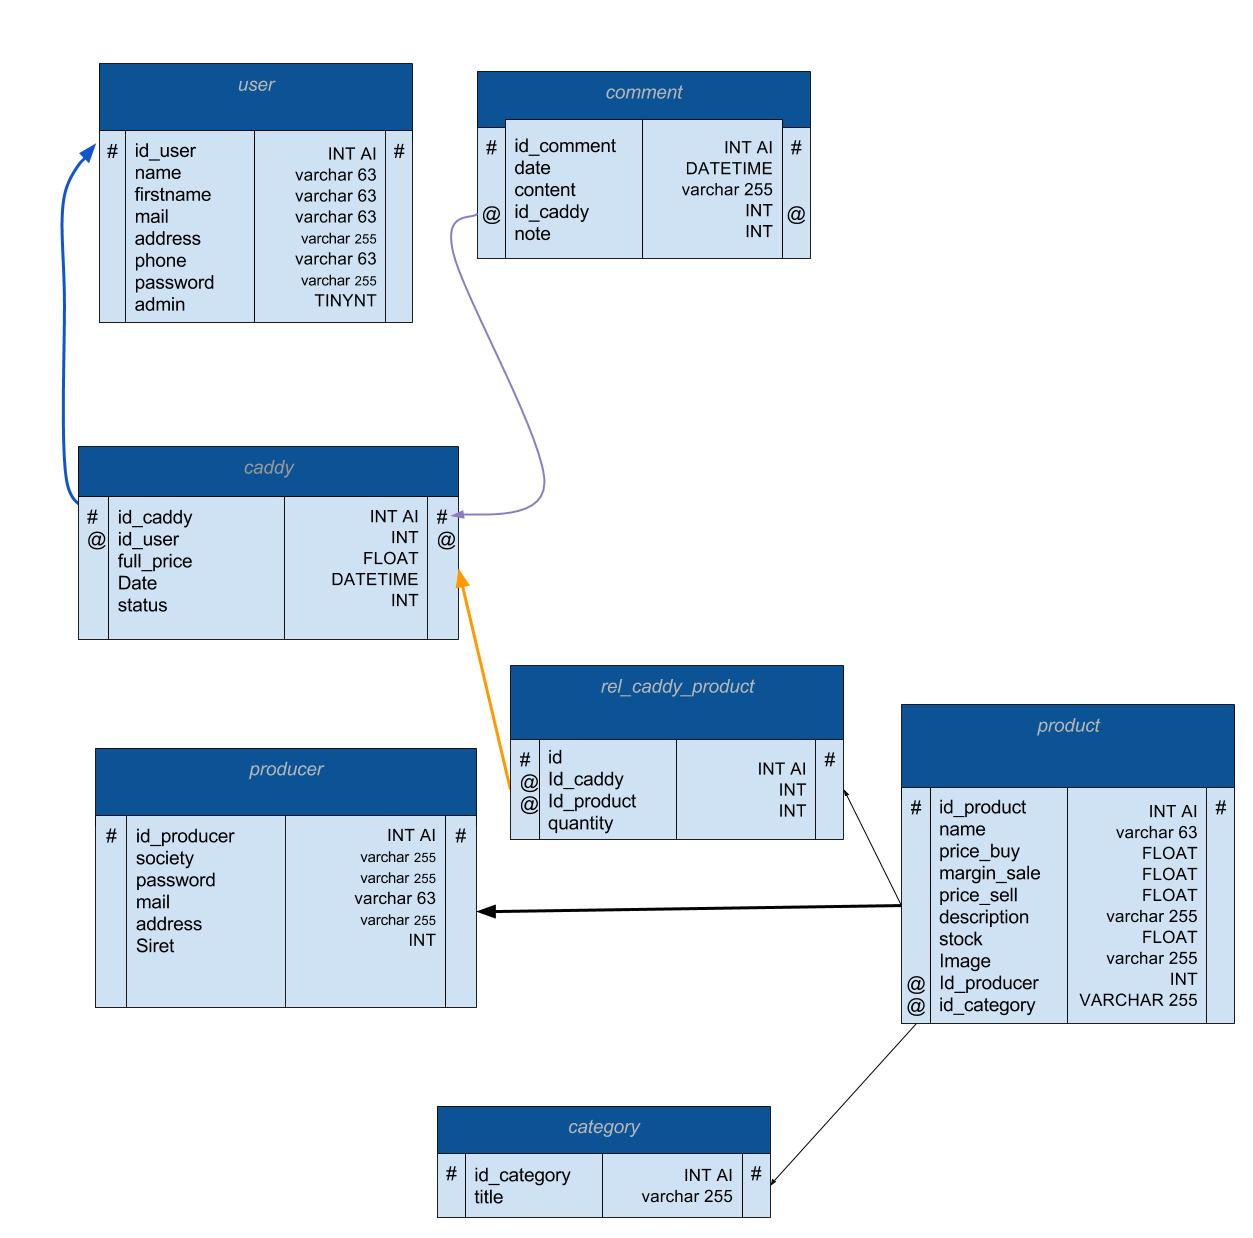 user
# id_user INT AI #
name varchar 63
firstname varchar 63
mail varchar 63
address varchar 255
phone varchar 63
password varchar 255
admin TINYNT
comment
# id_comment INT AI #
date DATETIME
content varchar 255
@ id_caddy INT @
note INT
caddy
# id_caddy INT AI #
@ id_user INT @
full_price FLOAT
Date DATETIME
status INT
rel_caddy_product
# id INT AI #
@ Id_caddy INT
@ Id_product INT
quantity
product
# id_product INT AI #
name varchar 63
price_buy FLOAT
margin_sale FLOAT
price_sell FLOAT
description varchar 255
stock FLOAT
Image varchar 255
@ Id_producer INT
@ id_category VARCHAR 255
producer
# id_producer INT AI #
society varchar 255
password varchar 255
mail varchar 63
address varchar 255
Siret INT
category
# id_category INT AI #
title varchar 255